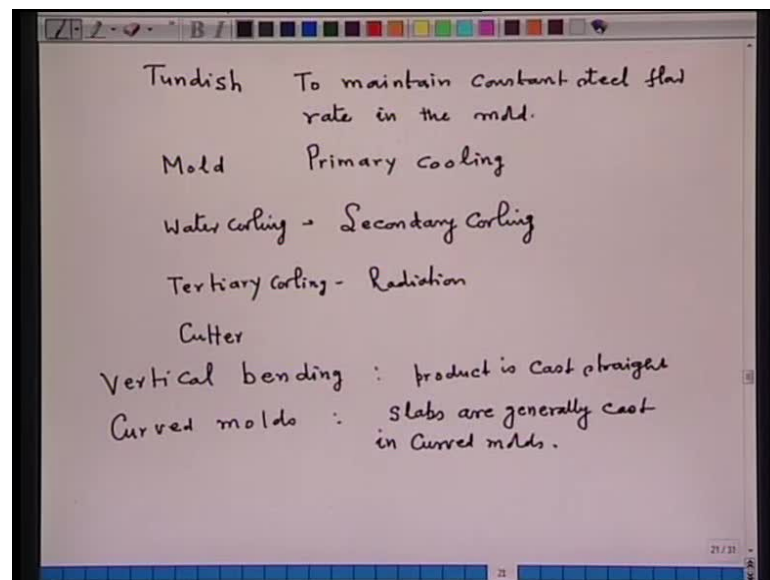 B I
Tundish To maintain constant steel flow
rate in the mold.
Mold Primary cooling
Water cooling → Secondary cooling
Tertiary cooling - Radiation
Cutter
Vertical bending : product is cast straight
Curved molds : Slabs are generally cast
in curved molds.
21/31
21